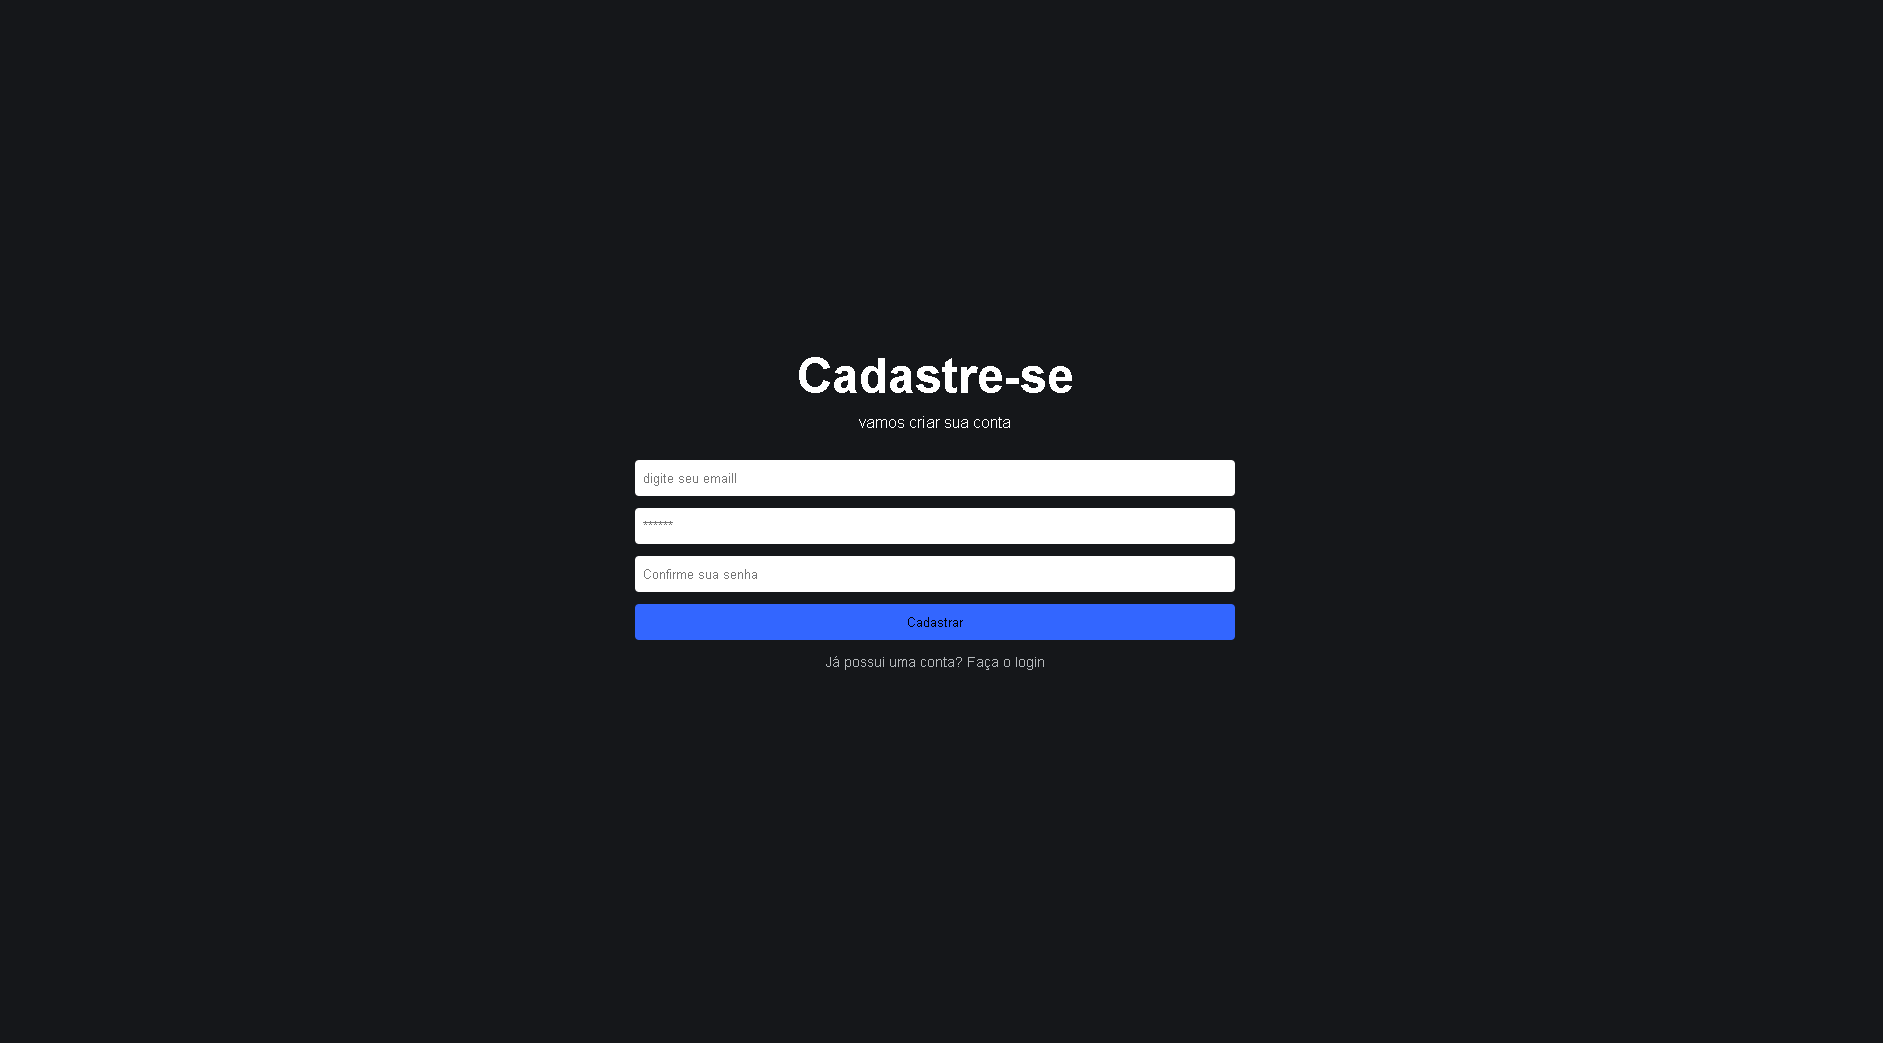 Cadastre-se
vamos criar sua conta
digite seu emaill
******
Confirme sua senha
Cadastrar
Já possui uma conta? Faça o login